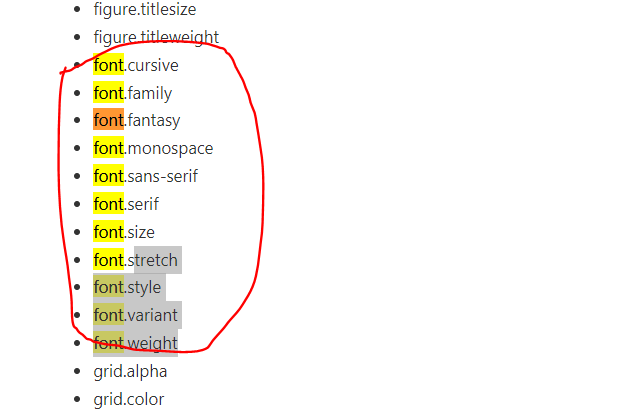 figure.titlesize
figure.titleweight
font.cursive
font.family
font.fantasy
font.monospace
font.sans-serif
font.serif
font.size
font.stretch
font.style
font.variant
font.weight
grid.alpha
grid.color